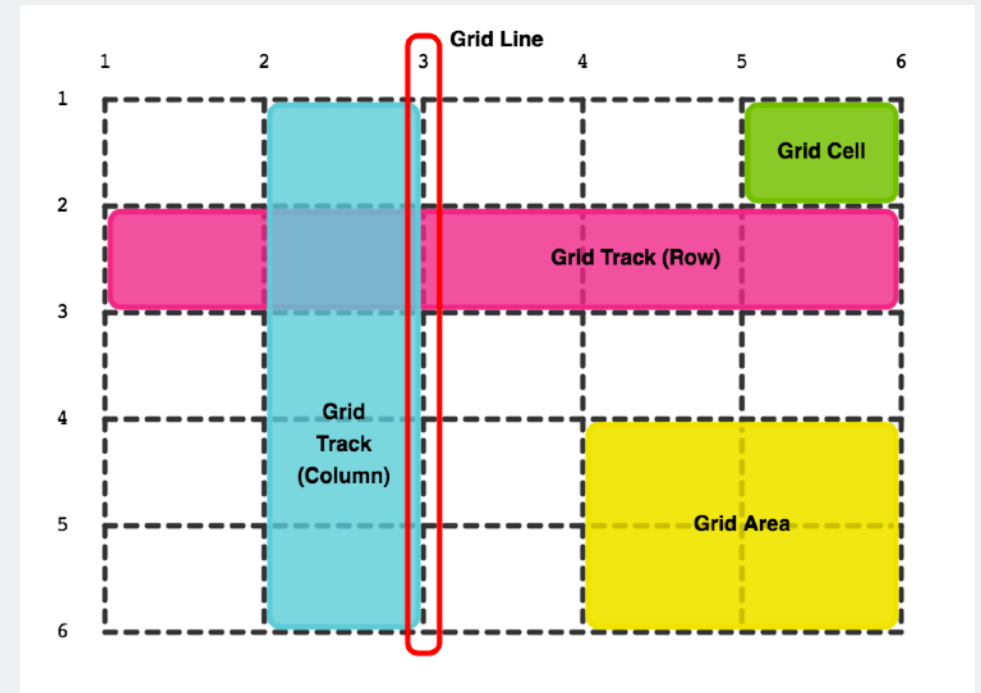 Grid Line
1 2 3 4 5 6
1
Grid Cell
2
Grid Track (Row)
3
4
Grid
Track
(Column)
5
Grid Area
6